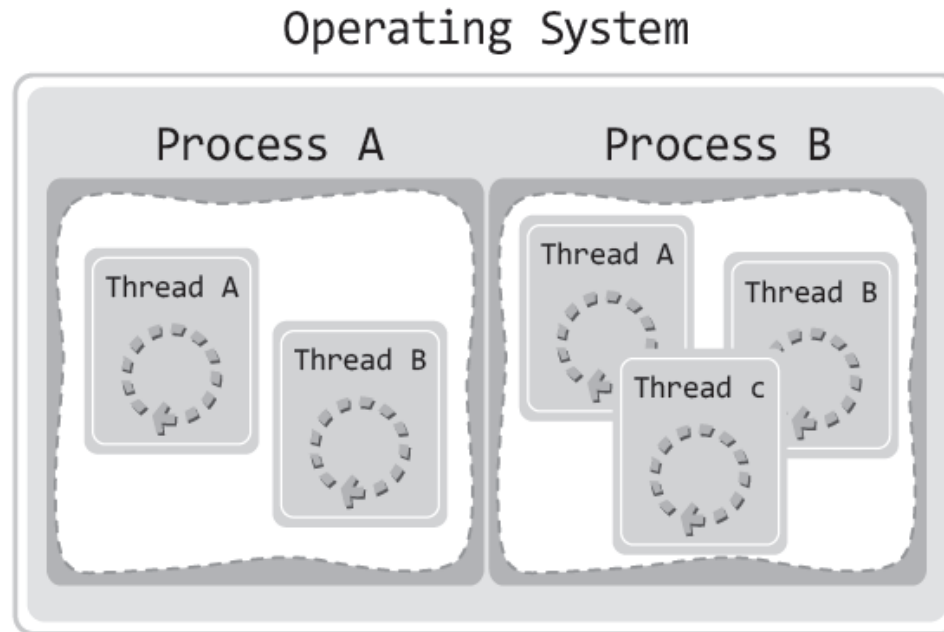 Operating System
Process A
Process B
Thread A
Thread B
Thread A
Thread B
Thread c